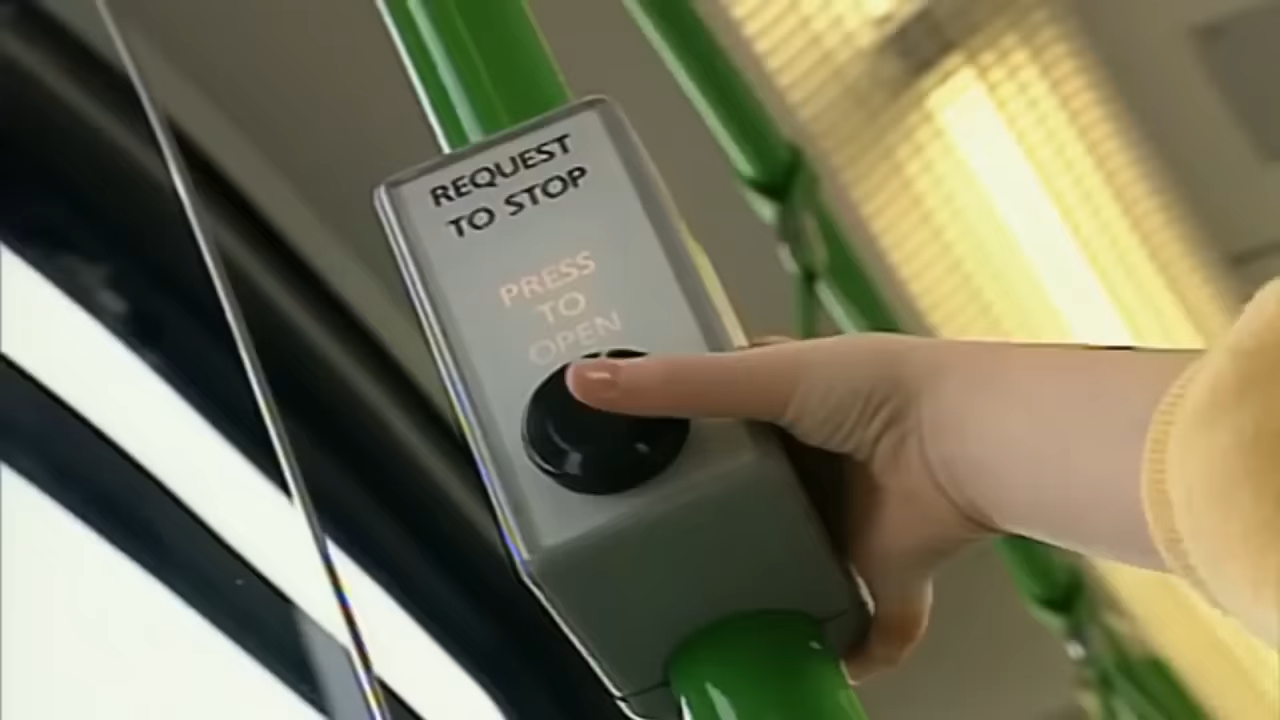 REQUEST
TO STOP
PRESS
TO
OPEN